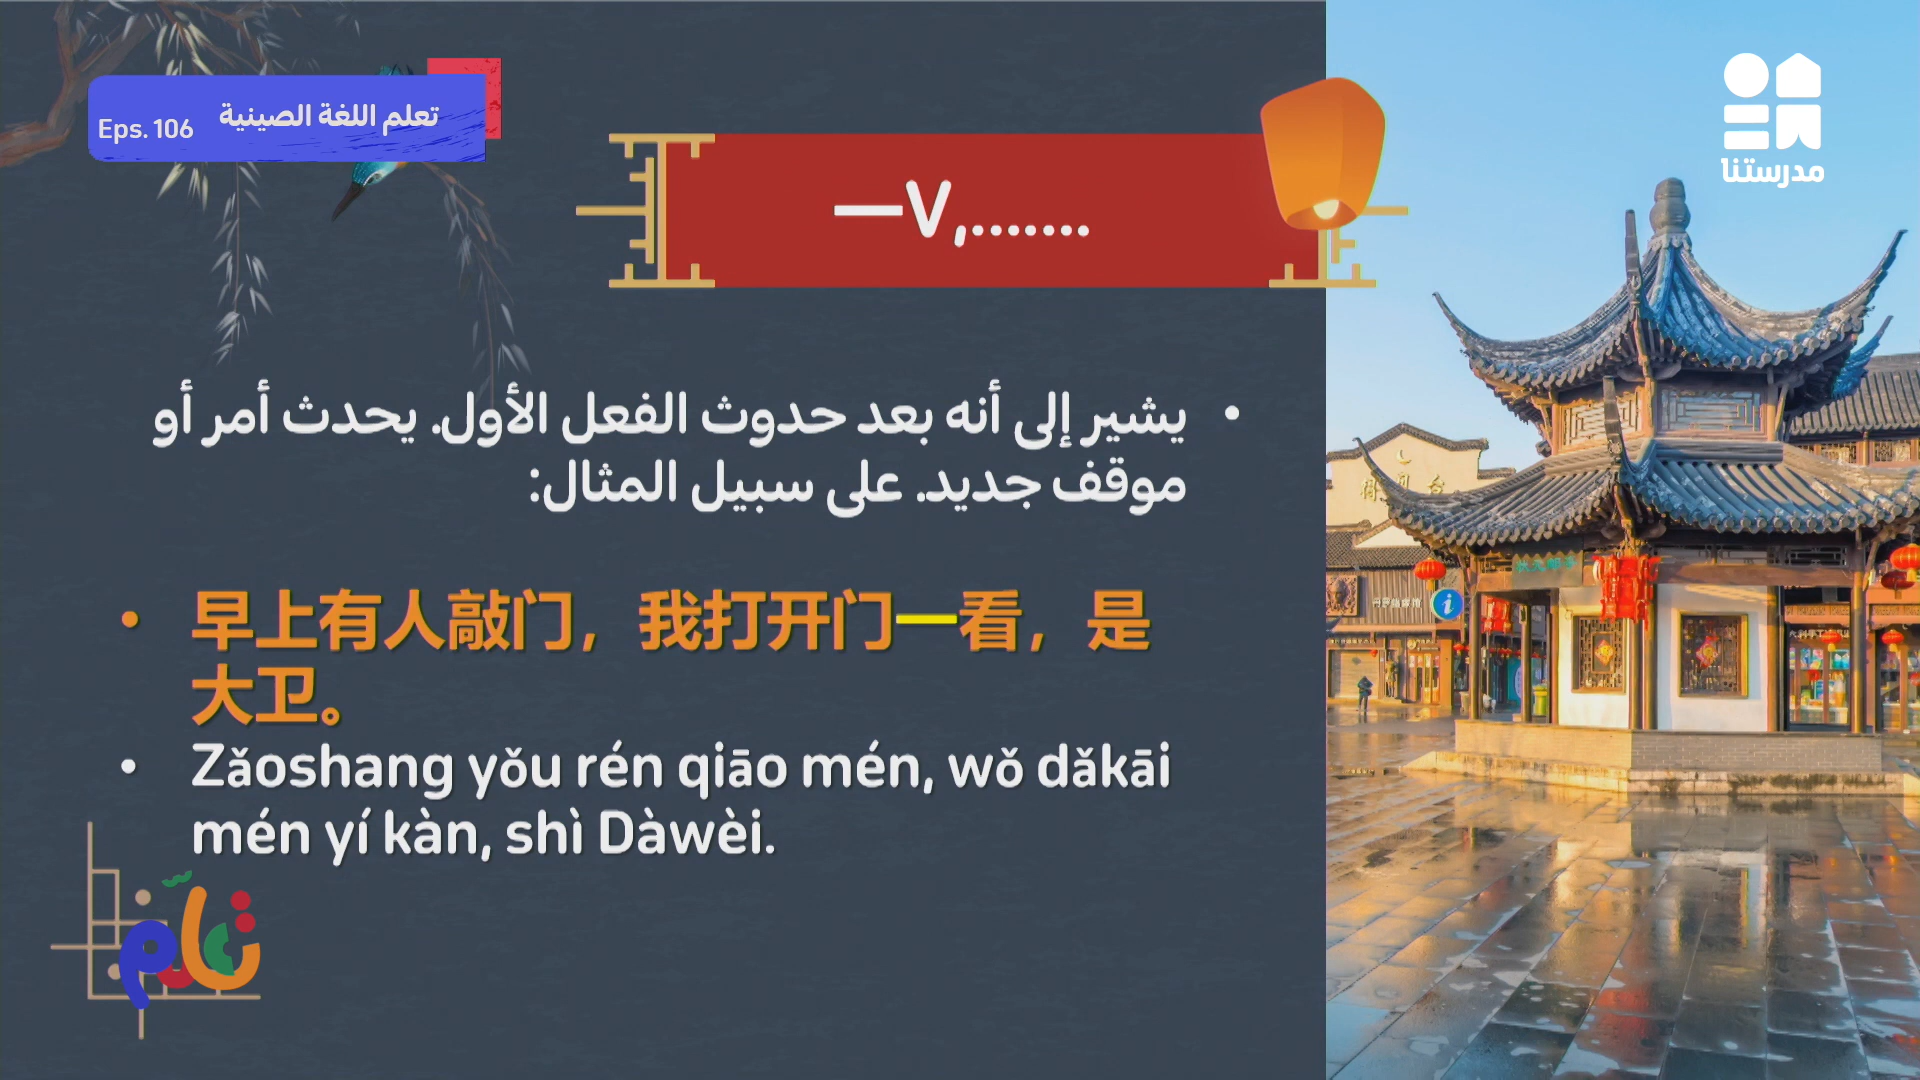 تعلم اللغة الصينية
Eps. 106
مدرستنا
一V,.......
• يشير إلى أنه بعد حدوث الفعل الأول. يحدث أمر أو
موقف جديد. على سبيل المثال:
• 早上有人敲门，我打开门一看，是
大卫。
• Zǎoshang yǒu rén qiāo mén, wǒ dǎkāi
mén yí kàn, shì Dàwèi.